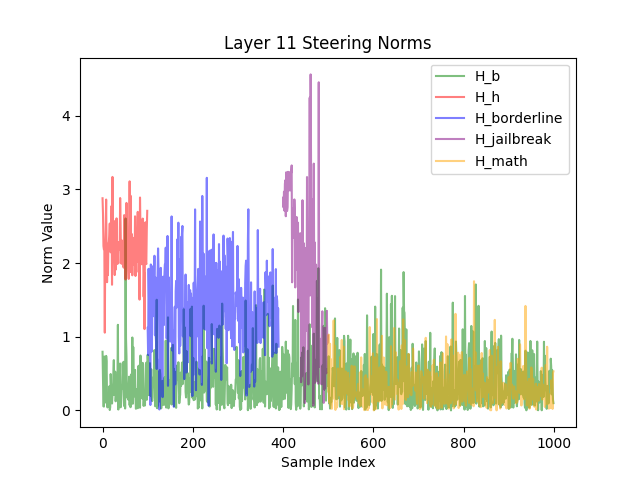 Layer 11 Steering Norms
H_b
H_h
H_borderline
H_jailbreak
H_math
Norm Value
4
3
2
1
0
0
200
400
600
800
1000
Sample Index